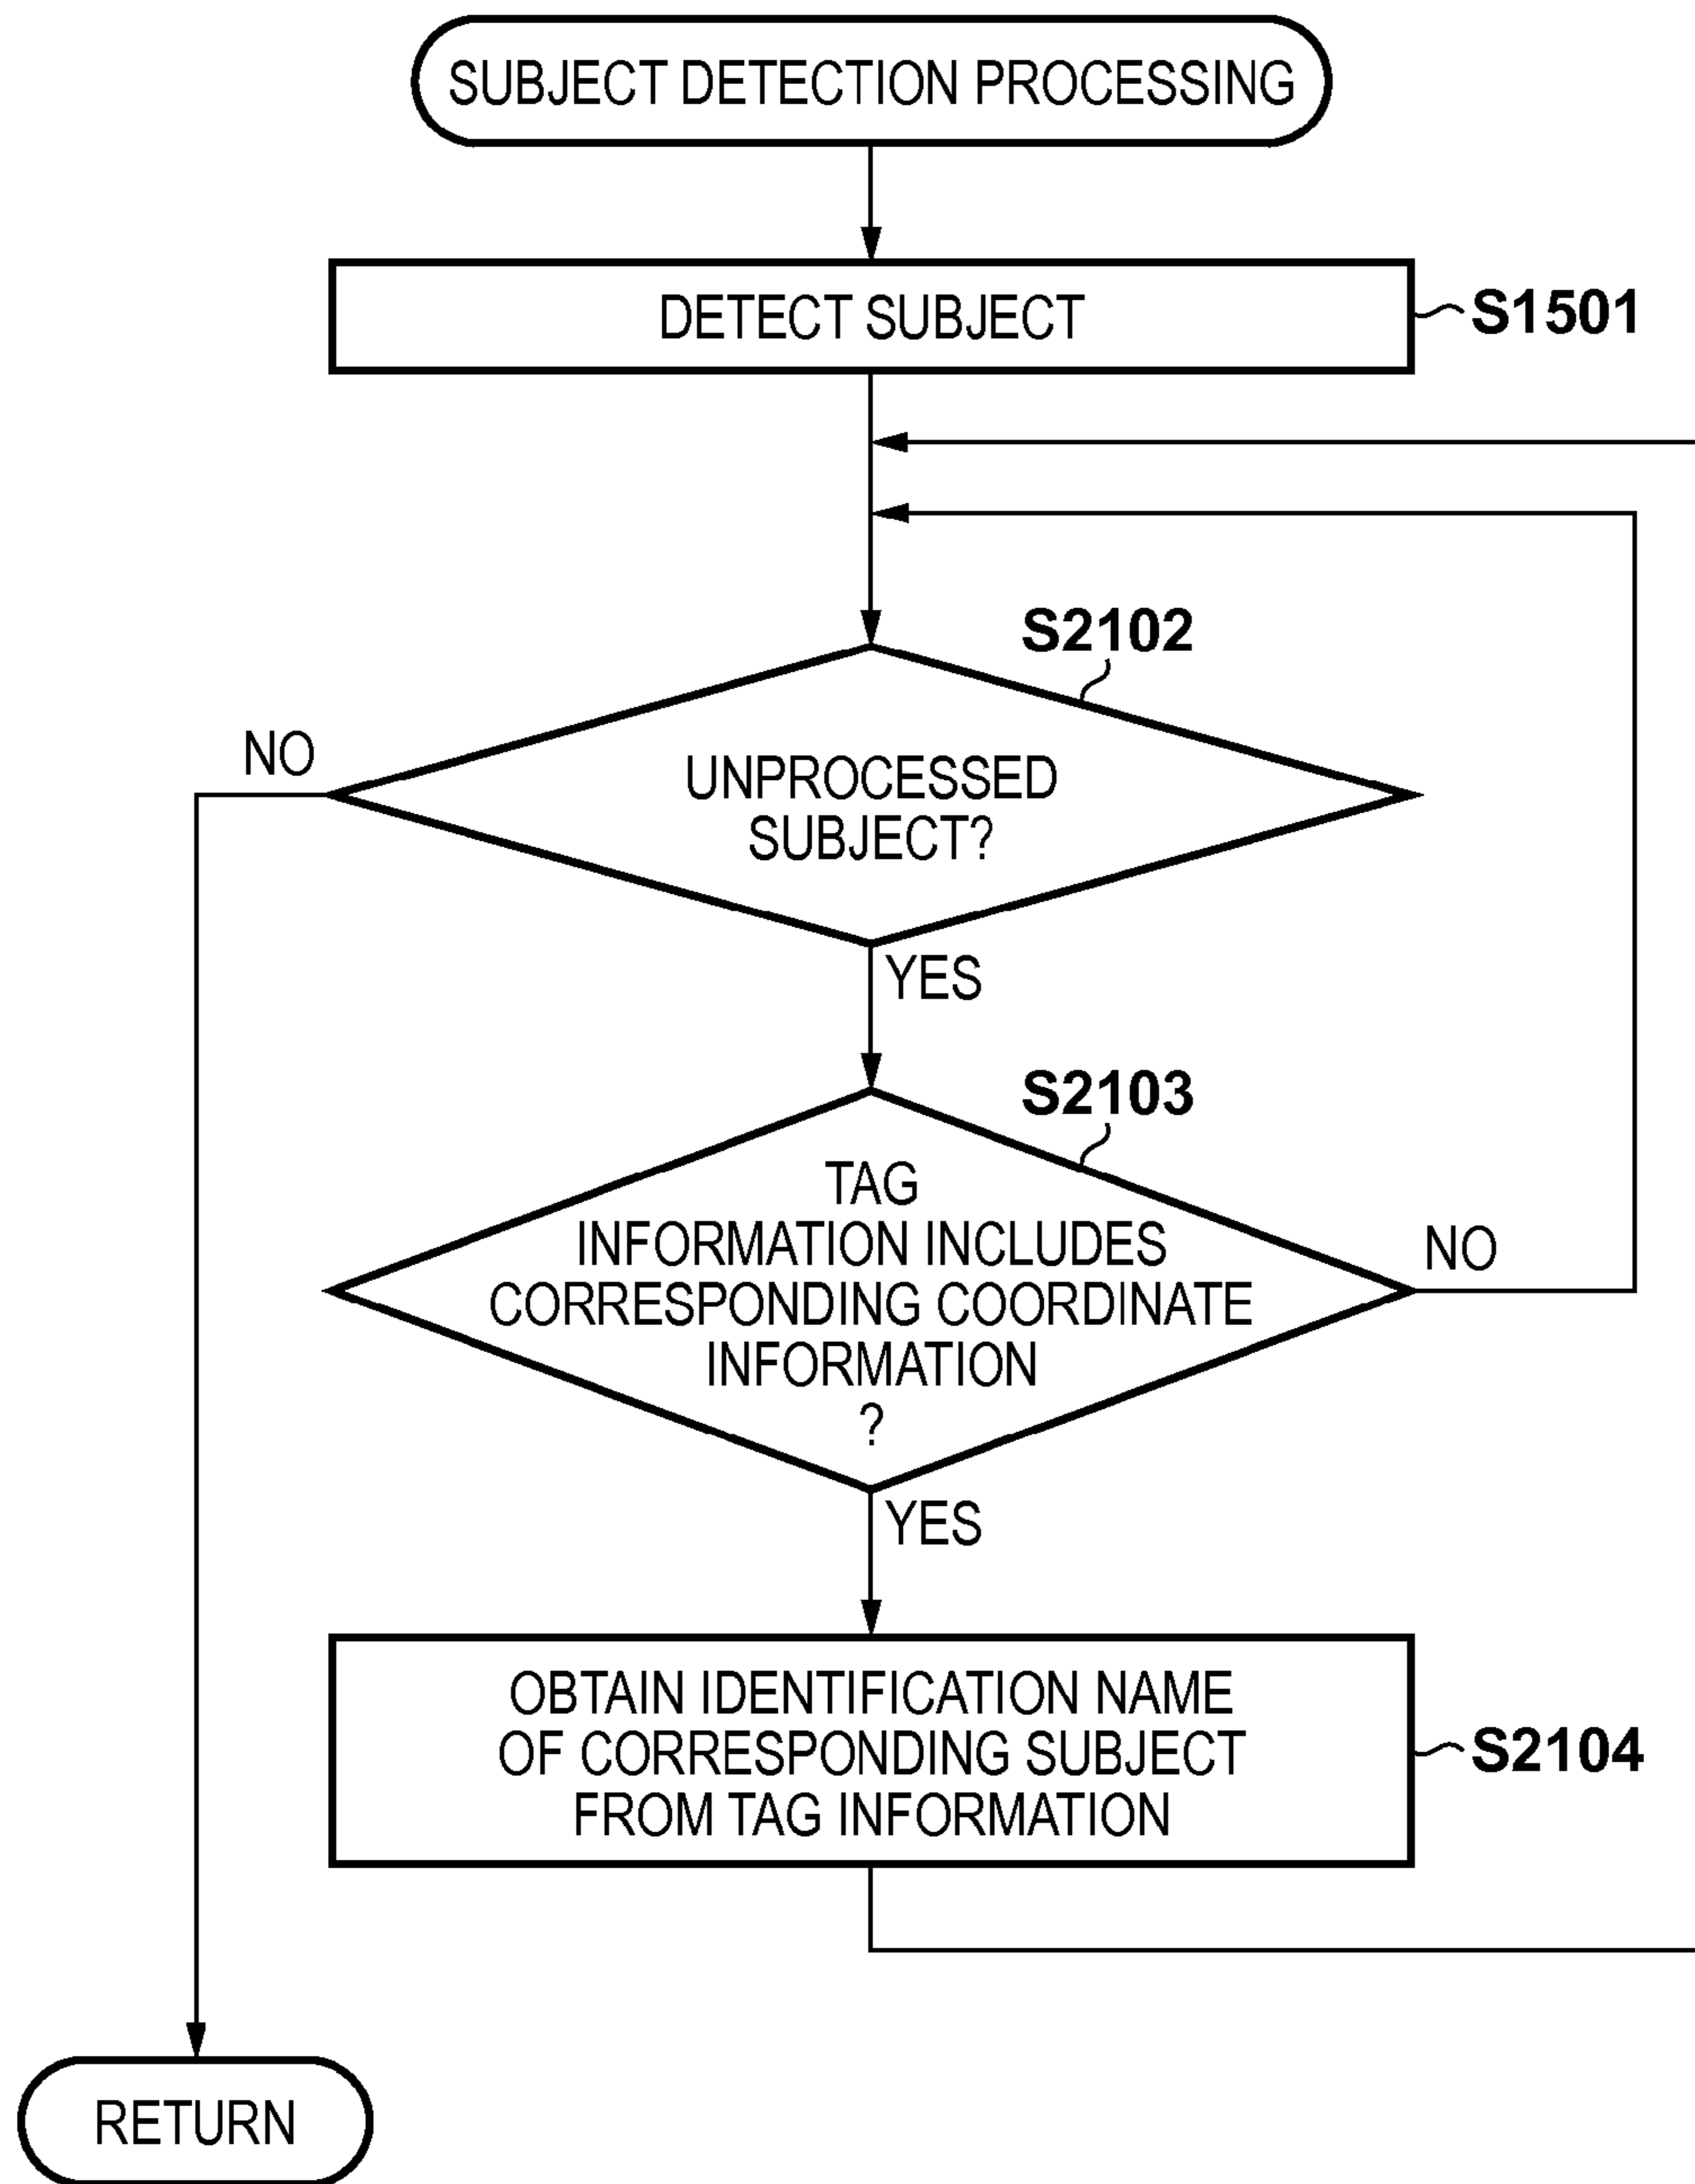 SUBJECT DETECTION PROCESSING
DETECT SUBJECT
S1501
S2102
NO
UNPROCESSED
SUBJECT?
YES
S2103
TAG
INFORMATION INCLUDES
CORRESPONDING COORDINATE
INFORMATION
?
NO
YES
OBTAIN IDENTIFICATION NAME
OF CORRESPONDING SUBJECT
FROM TAG INFORMATION
S2104
RETURN